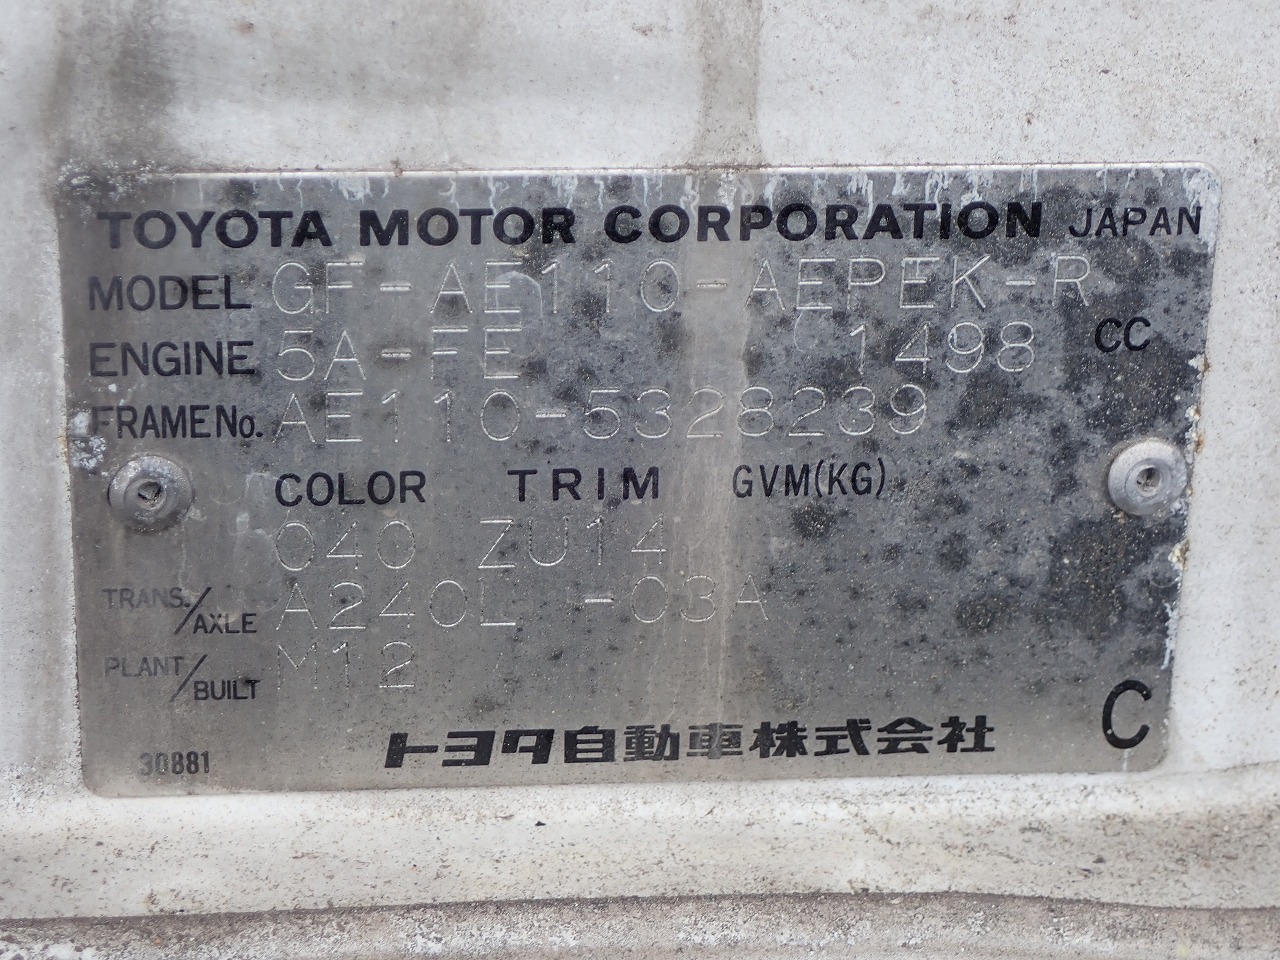 TOYOTA MOTOR CORPORATION JAPAN
MODEL GF-AE110-AEPEK-R
ENGINE 5A-FE 1498 CC
FRAME No. AE110-5328239
COLOR TRIM GVM(KG)
040 ZU14
TRANS./AXLE A240L -03A
PLANT/BUILT M12
トヨタ自動車株式会社 C
30881